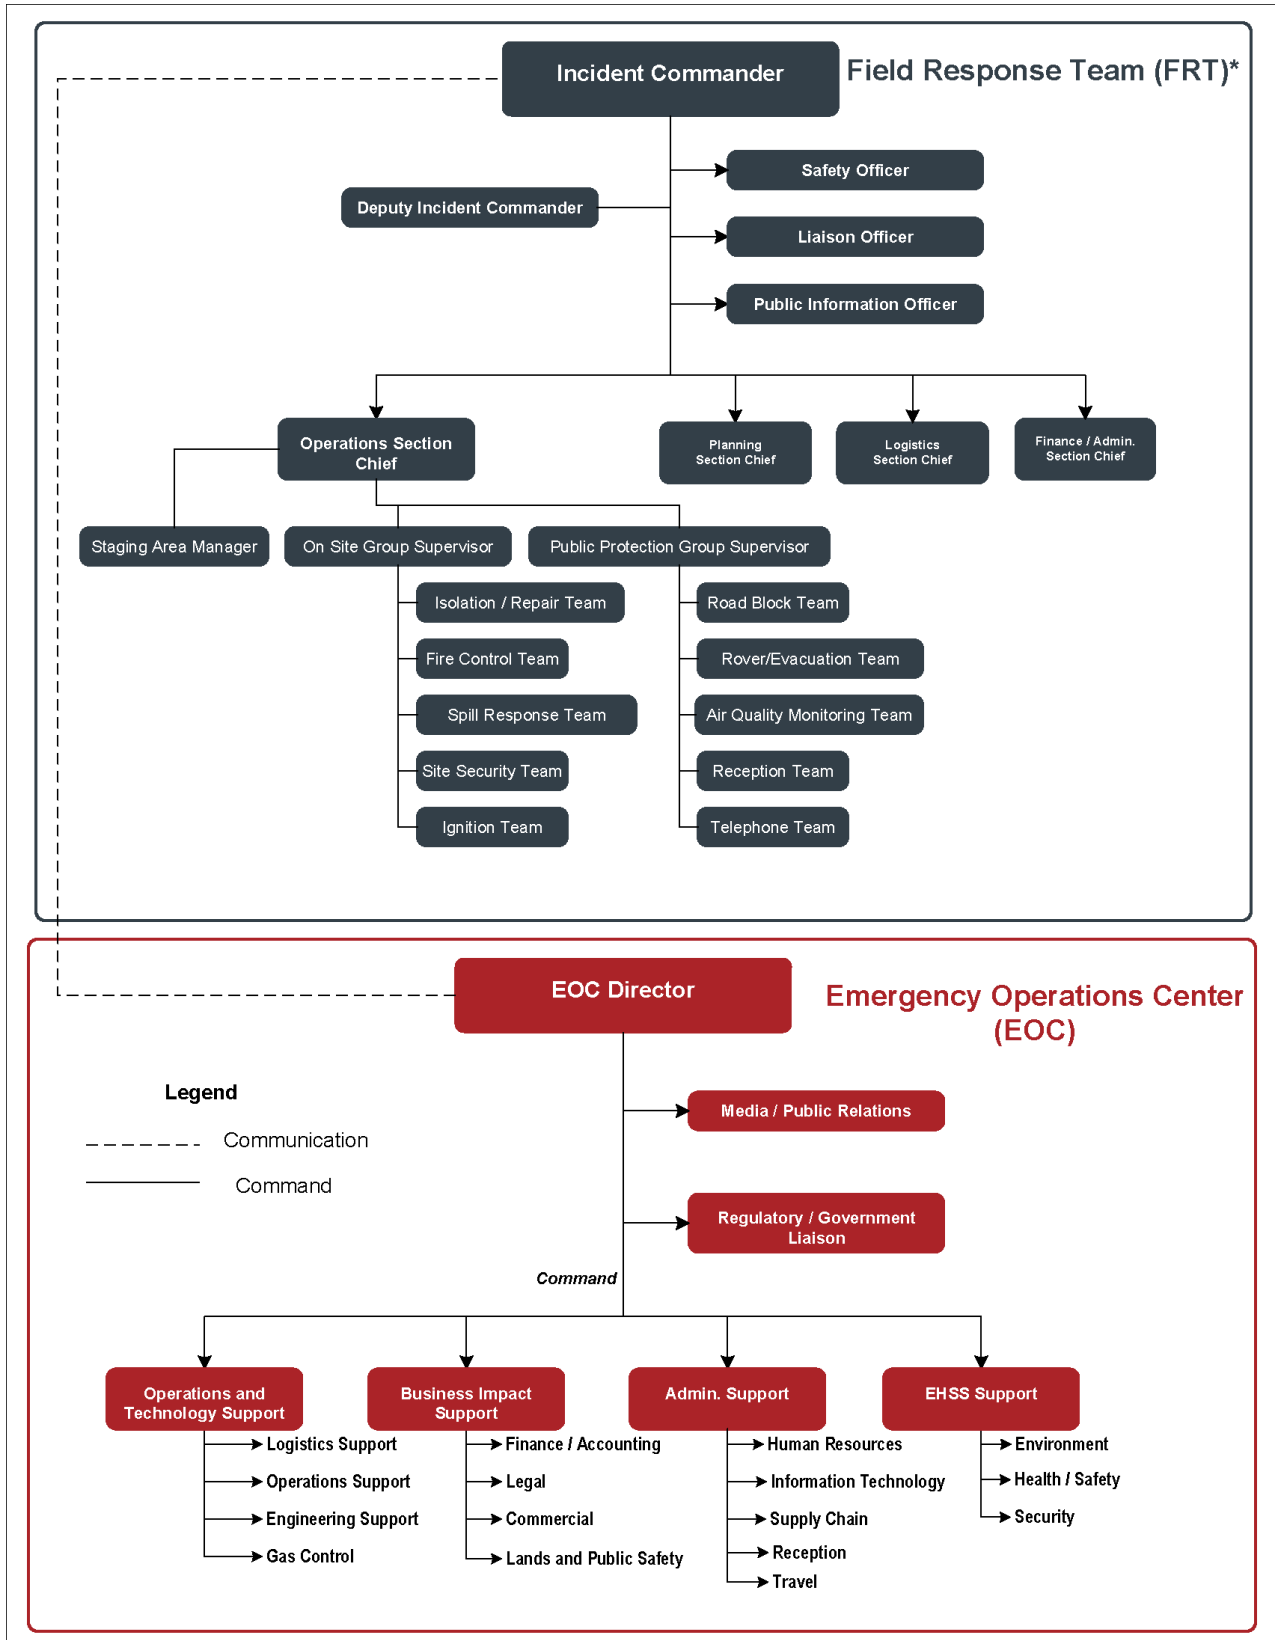 Incident Commander
Field Response Team (FRT)*
Safety Officer
Deputy Incident Commander
Liaison Officer
Public Information Officer
Operations Section
Chief
Planning
Section Chief
Logistics
Section Chief
Finance / Admin.
Section Chief
Staging Area Manager
On Site Group Supervisor
Public Protection Group Supervisor
Isolation / Repair Team
Road Block Team
Fire Control Team
Rover/Evacuation Team
Spill Response Team
Air Quality Monitoring Team
Site Security Team
Reception Team
Ignition Team
Telephone Team
EOC Director
Emergency Operations Center
(EOC)
Legend
Communication
Command
Media / Public Relations
Regulatory / Government
Liaison
Command
Operations and
Technology Support
Logistics Support
Operations Support
Engineering Support
Gas Control
Business Impact
Support
Finance / Accounting
Legal
Commercial
Lands and Public Safety
Admin. Support
Human Resources
Information Technology
Supply Chain
Reception
Travel
EHSS Support
Environment
Health / Safety
Security